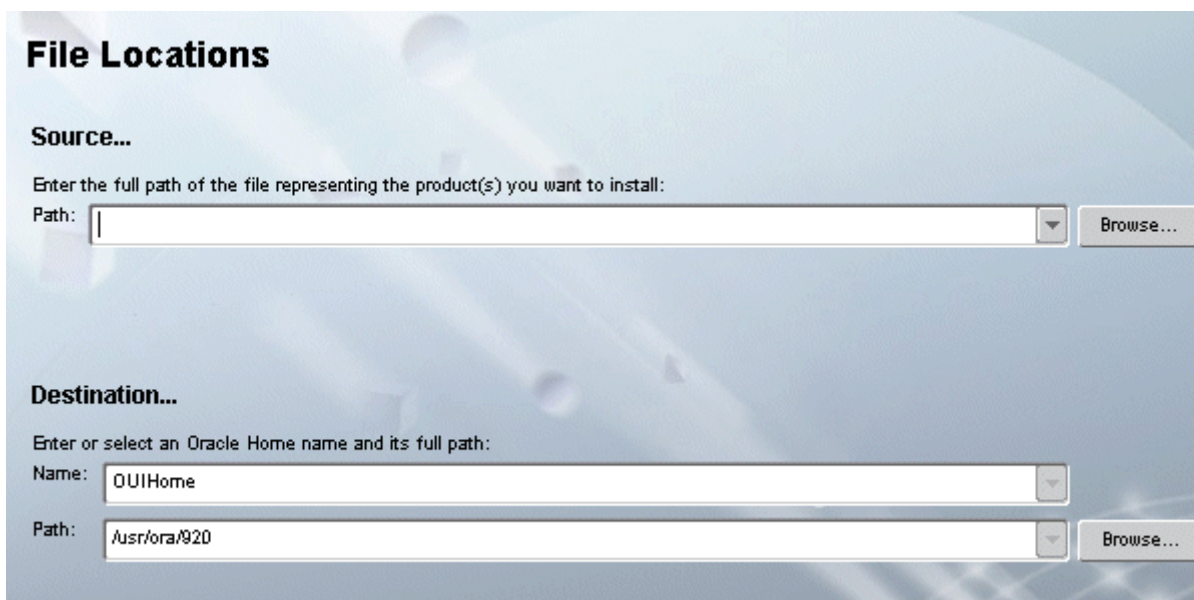 File Locations
Source...
Enter the full path of the file representing the product(s) you want to install:
Path:
Browse...
Destination...
Enter or select an Oracle Home name and its full path:
Name: OUIHome
Path: /usr/ora/920
Browse...